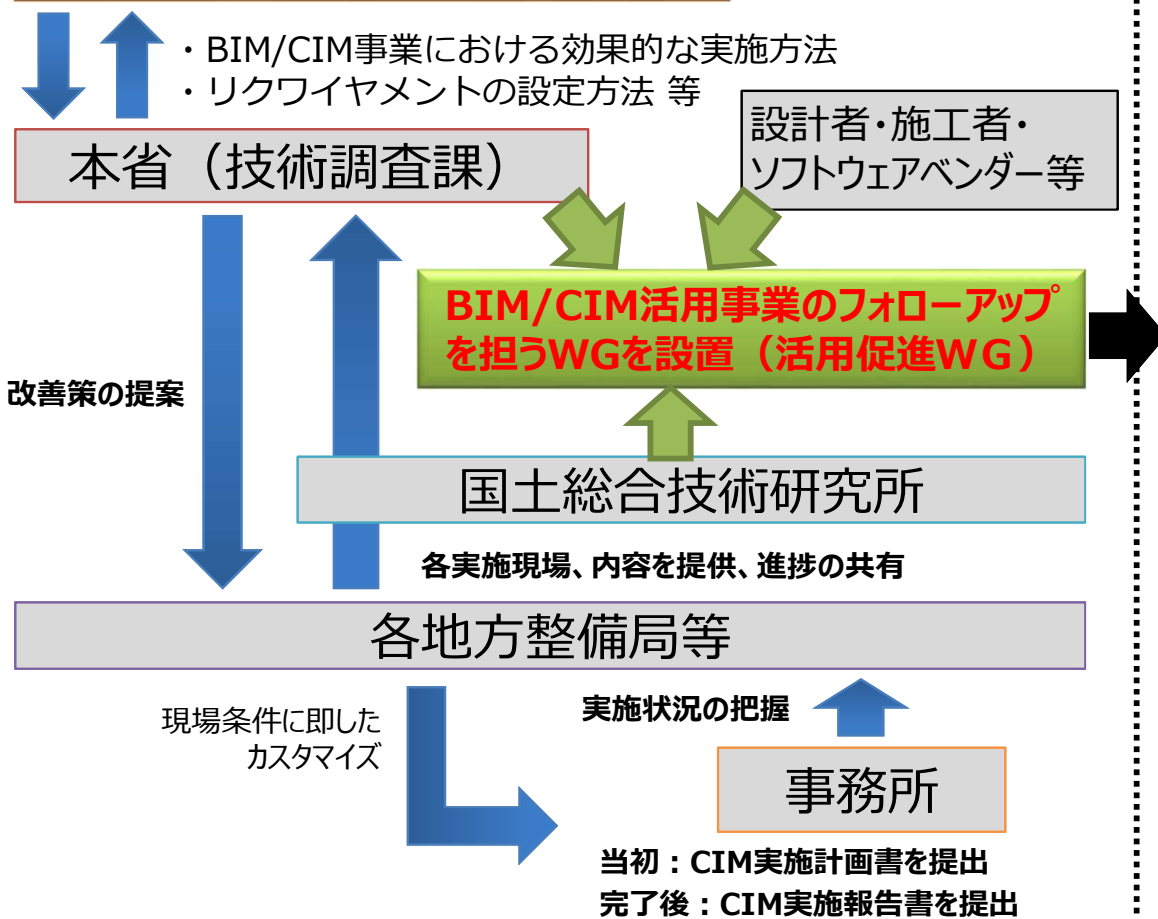 ・BIM/CIM事業における効果的な実施方法
・リクワイヤメントの設定方法 等
本省（技術調査課）
設計者・施工者・
ソフトウェアベンダー等
BIM/CIM活用事業のフォローアップ
を担うWGを設置（活用促進WG）
改善策の提案
国土総合技術研究所
各実施現場、内容を提供、進捗の共有
各地方整備局等
現場条件に即した
カスタマイズ
実施状況の把握
事務所
当初：CIM実施計画書を提出
完了後：CIM実施報告書を提出